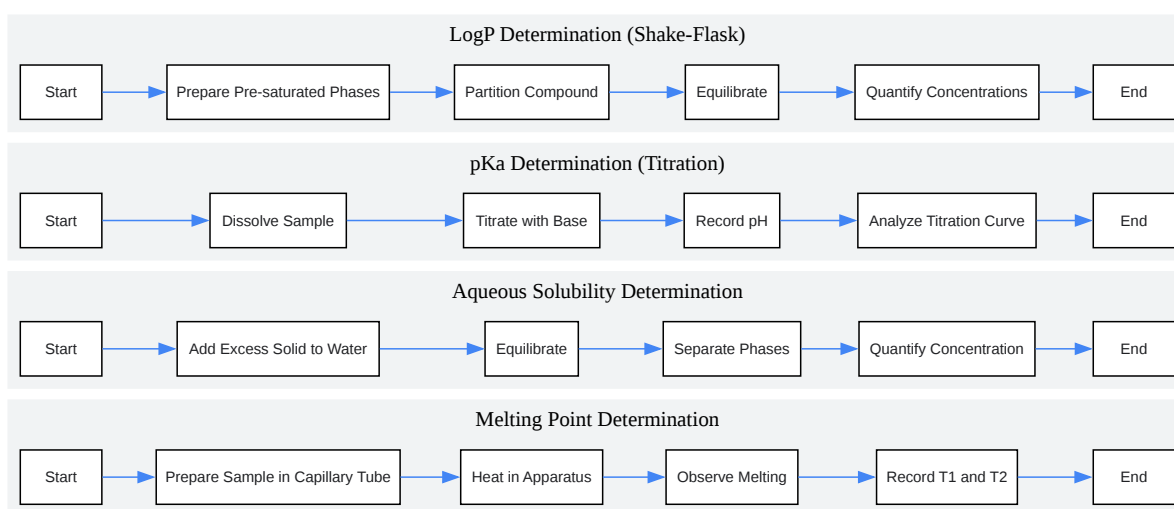 LogP Determination (Shake-Flask)
Start
Prepare Pre-saturated Phases
Partition Compound
Equilibrate
Quantify Concentrations
End
pKa Determination (Titration)
Start
Dissolve Sample
Titrate with Base
Record pH
Analyze Titration Curve
End
Aqueous Solubility Determination
Start
Add Excess Solid to Water
Equilibrate
Separate Phases
Quantify Concentration
End
Melting Point Determination
Start
Prepare Sample in Capillary Tube
Heat in Apparatus
Observe Melting
Record T1 and T2
End